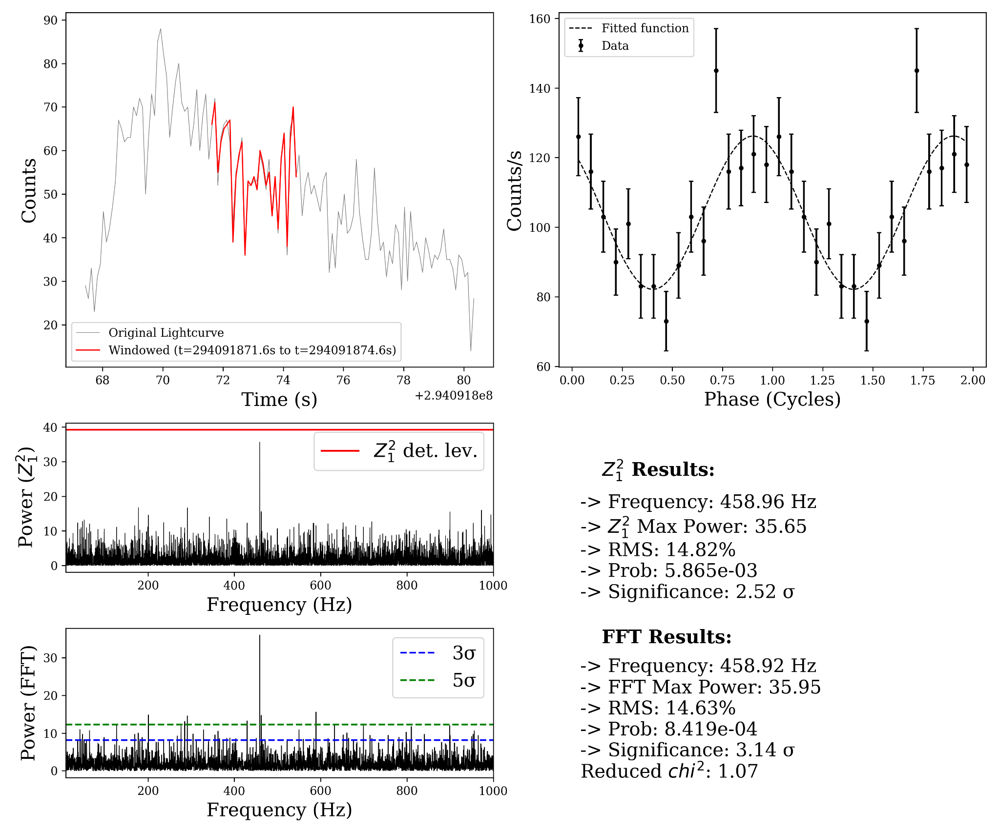 90
80
70
60
50
40
30
20
Counts
Original Lightcurve
Windowed (t=294091871.6s to t=294091874.6s)
68 70 72 74 76 78 80
+2.940918e8
Time (s)
160
140
120
100
80
60
Counts/s
Fitted function
Data
0.00 0.25 0.50 0.75 1.00 1.25 1.50 1.75 2.00
Phase (Cycles)
40
30
20
10
0
Power (Z₁²)
Z₁² det. lev.
200 400 600 800 1000
Frequency (Hz)
30
20
10
0
Power (FFT)
3σ
5σ
200 400 600 800 1000
Frequency (Hz)
Z₁² Results:
-> Frequency: 458.96 Hz
-> Z₁² Max Power: 35.65
-> RMS: 14.82%
-> Prob: 5.865e-03
-> Significance: 2.52 σ
FFT Results:
-> Frequency: 458.92 Hz
-> FFT Max Power: 35.95
-> RMS: 14.63%
-> Prob: 8.419e-04
-> Significance: 3.14 σ
Reduced chi²: 1.07